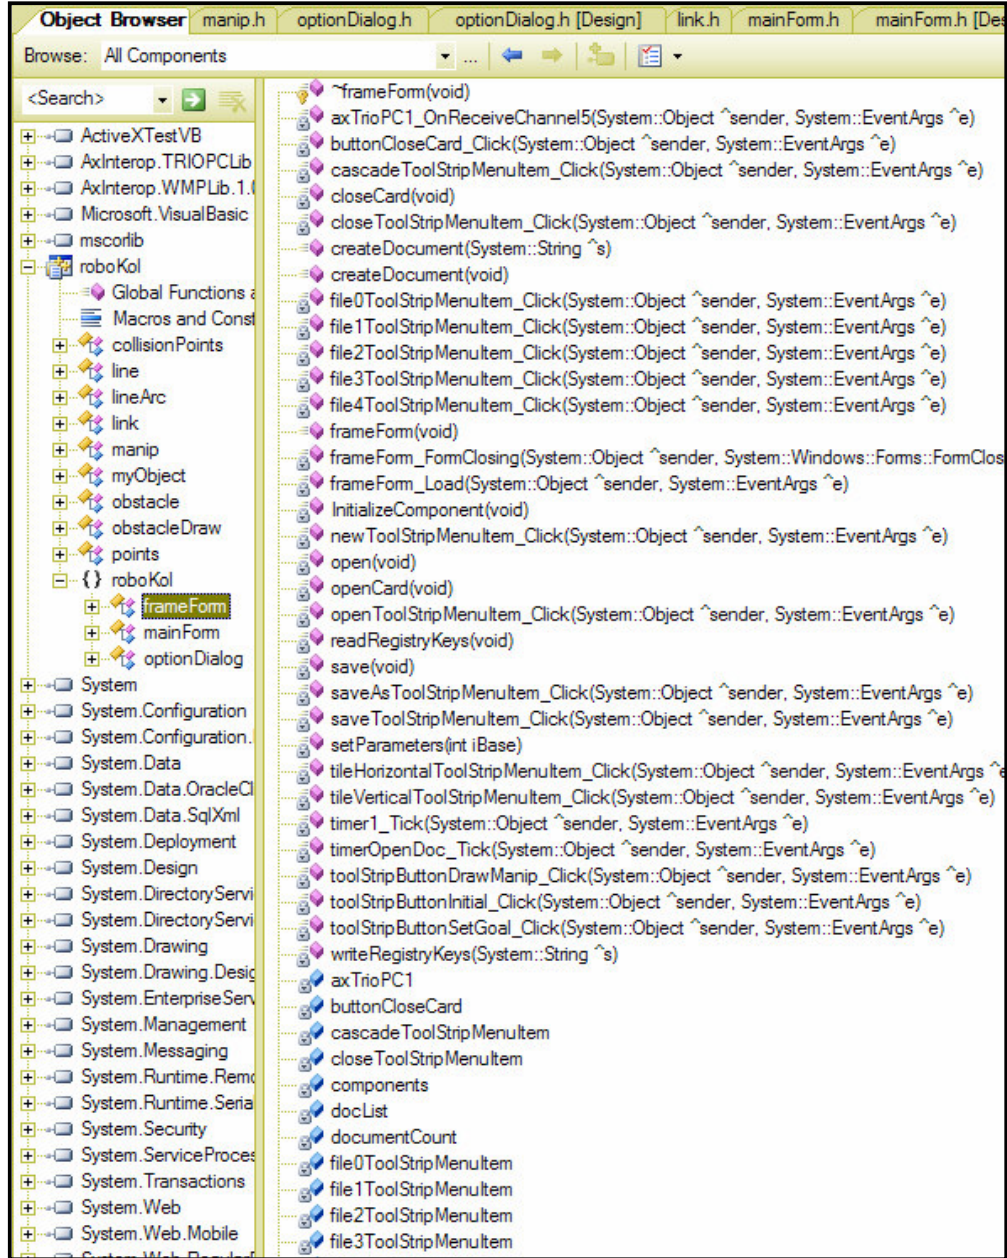 Object Browser manip.h optionDialog.h optionDialog.h [Design] link.h mainForm.h mainForm.h [Des
Browse: All Components ...
<Search>
ActiveXTestVB
AxInterop.TRIOPCLib
AxInterop.WMPLib.1.0
Microsoft.VisualBasic
mscorlib
roboKol
Global Functions a
Macros and Const
collisionPoints
line
lineArc
link
manip
myObject
obstacle
obstacleDraw
points
{} roboKol
frameForm
mainForm
optionDialog
System
System.Configuration
System.Configuration.
System.Data
System.Data.OracleCl
System.Data.SqlXml
System.Deployment
System.Design
System.DirectoryServi
System.DirectoryServi
System.Drawing
System.Drawing.Desig
System.EnterpriseServ
System.Management
System.Messaging
System.Runtime.Remo
System.Runtime.Seria
System.Security
System.ServiceProces
System.Transactions
System.Web
System.Web.Mobile
~frameForm(void)
axTrioPC1_OnReceiveChannel5(System::Object ^sender, System::EventArgs ^e)
buttonCloseCard_Click(System::Object ^sender, System::EventArgs ^e)
cascadeToolStripMenuItem_Click(System::Object ^sender, System::EventArgs ^e)
closeCard(void)
closeToolStripMenuItem_Click(System::Object ^sender, System::EventArgs ^e)
createDocument(System::String ^s)
createDocument(void)
file0ToolStripMenuItem_Click(System::Object ^sender, System::EventArgs ^e)
file1ToolStripMenuItem_Click(System::Object ^sender, System::EventArgs ^e)
file2ToolStripMenuItem_Click(System::Object ^sender, System::EventArgs ^e)
file3ToolStripMenuItem_Click(System::Object ^sender, System::EventArgs ^e)
file4ToolStripMenuItem_Click(System::Object ^sender, System::EventArgs ^e)
frameForm(void)
frameForm_FormClosing(System::Object ^sender, System::Windows::Forms::FormClos
frameForm_Load(System::Object ^sender, System::EventArgs ^e)
InitializeComponent(void)
newToolStripMenuItem_Click(System::Object ^sender, System::EventArgs ^e)
open(void)
openCard(void)
openToolStripMenuItem_Click(System::Object ^sender, System::EventArgs ^e)
readRegistryKeys(void)
save(void)
saveAsToolStripMenuItem_Click(System::Object ^sender, System::EventArgs ^e)
saveToolStripMenuItem_Click(System::Object ^sender, System::EventArgs ^e)
setParameters(int iBase)
tileHorizontalToolStripMenuItem_Click(System::Object ^sender, System::EventArgs ^e
tileVerticalToolStripMenuItem_Click(System::Object ^sender, System::EventArgs ^e)
timer1_Tick(System::Object ^sender, System::EventArgs ^e)
timerOpenDoc_Tick(System::Object ^sender, System::EventArgs ^e)
toolStripButtonDrawManip_Click(System::Object ^sender, System::EventArgs ^e)
toolStripButtonInitial_Click(System::Object ^sender, System::EventArgs ^e)
toolStripButtonSetGoal_Click(System::Object ^sender, System::EventArgs ^e)
writeRegistryKeys(System::String ^s)
axTrioPC1
buttonCloseCard
cascadeToolStripMenuItem
closeToolStripMenuItem
components
docList
documentCount
file0ToolStripMenuItem
file1ToolStripMenuItem
file2ToolStripMenuItem
file3ToolStripMenuItem